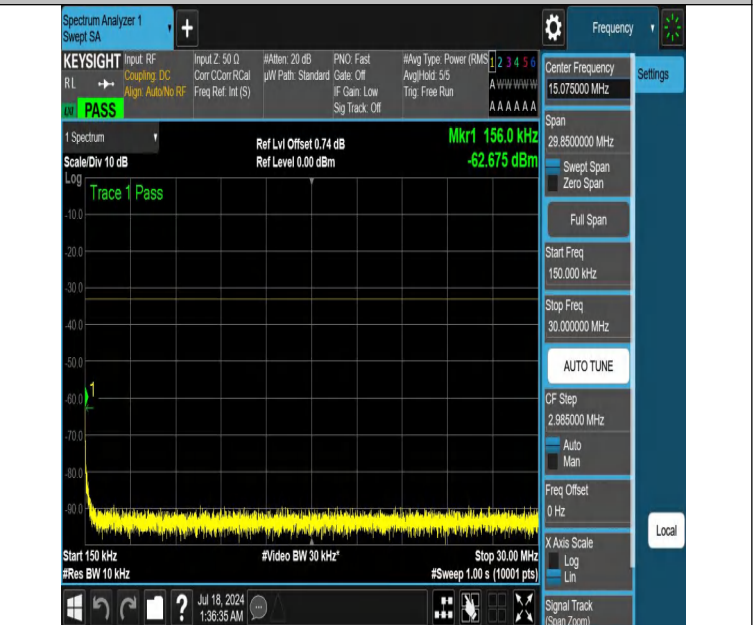 Spectrum Analyzer 1
Swept SA
+
Frequency
KEYSIGHT
RL
PASS
Input: RF
Coupling: DC
Align: Auto/No RF
Input Z: 50 Ω
Corr CCorr RCal
Freq Ref: Int (S)
#Atten: 20 dB
µW Path: Standard
PNO: Fast
Gate: Off
IF Gain: Low
Sig Track: Off
#Avg Type: Power (RMS
Avg|Hold: 5/5
Trig: Free Run
1 2 3 4 5 6
A W W W W W
A A A A A A
1 Spectrum
Scale/Div 10 dB
Ref Lvl Offset 0.74 dB
Ref Level 0.00 dBm
Mkr1 156.0 kHz
-62.675 dBm
Log
Trace 1 Pass
-10.0
-20.0
-30.0
-40.0
-50.0
1
-60.0
-70.0
-80.0
-90.0
Start 150 kHz
#Video BW 30 kHz*
Stop 30.00 MHz
#Res BW 10 kHz
#Sweep 1.00 s (10001 pts)
?
Jul 18, 2024
1:36:35 AM
Center Frequency
15.075000 MHz
Settings
Span
29.8500000 MHz
Swept Span
Zero Span
Full Span
Start Freq
150.000 kHz
Stop Freq
30.000000 MHz
AUTO TUNE
CF Step
2.985000 MHz
Auto
Man
Freq Offset
0 Hz
Local
X Axis Scale
Log
Lin
Signal Track
(Span Zoom)